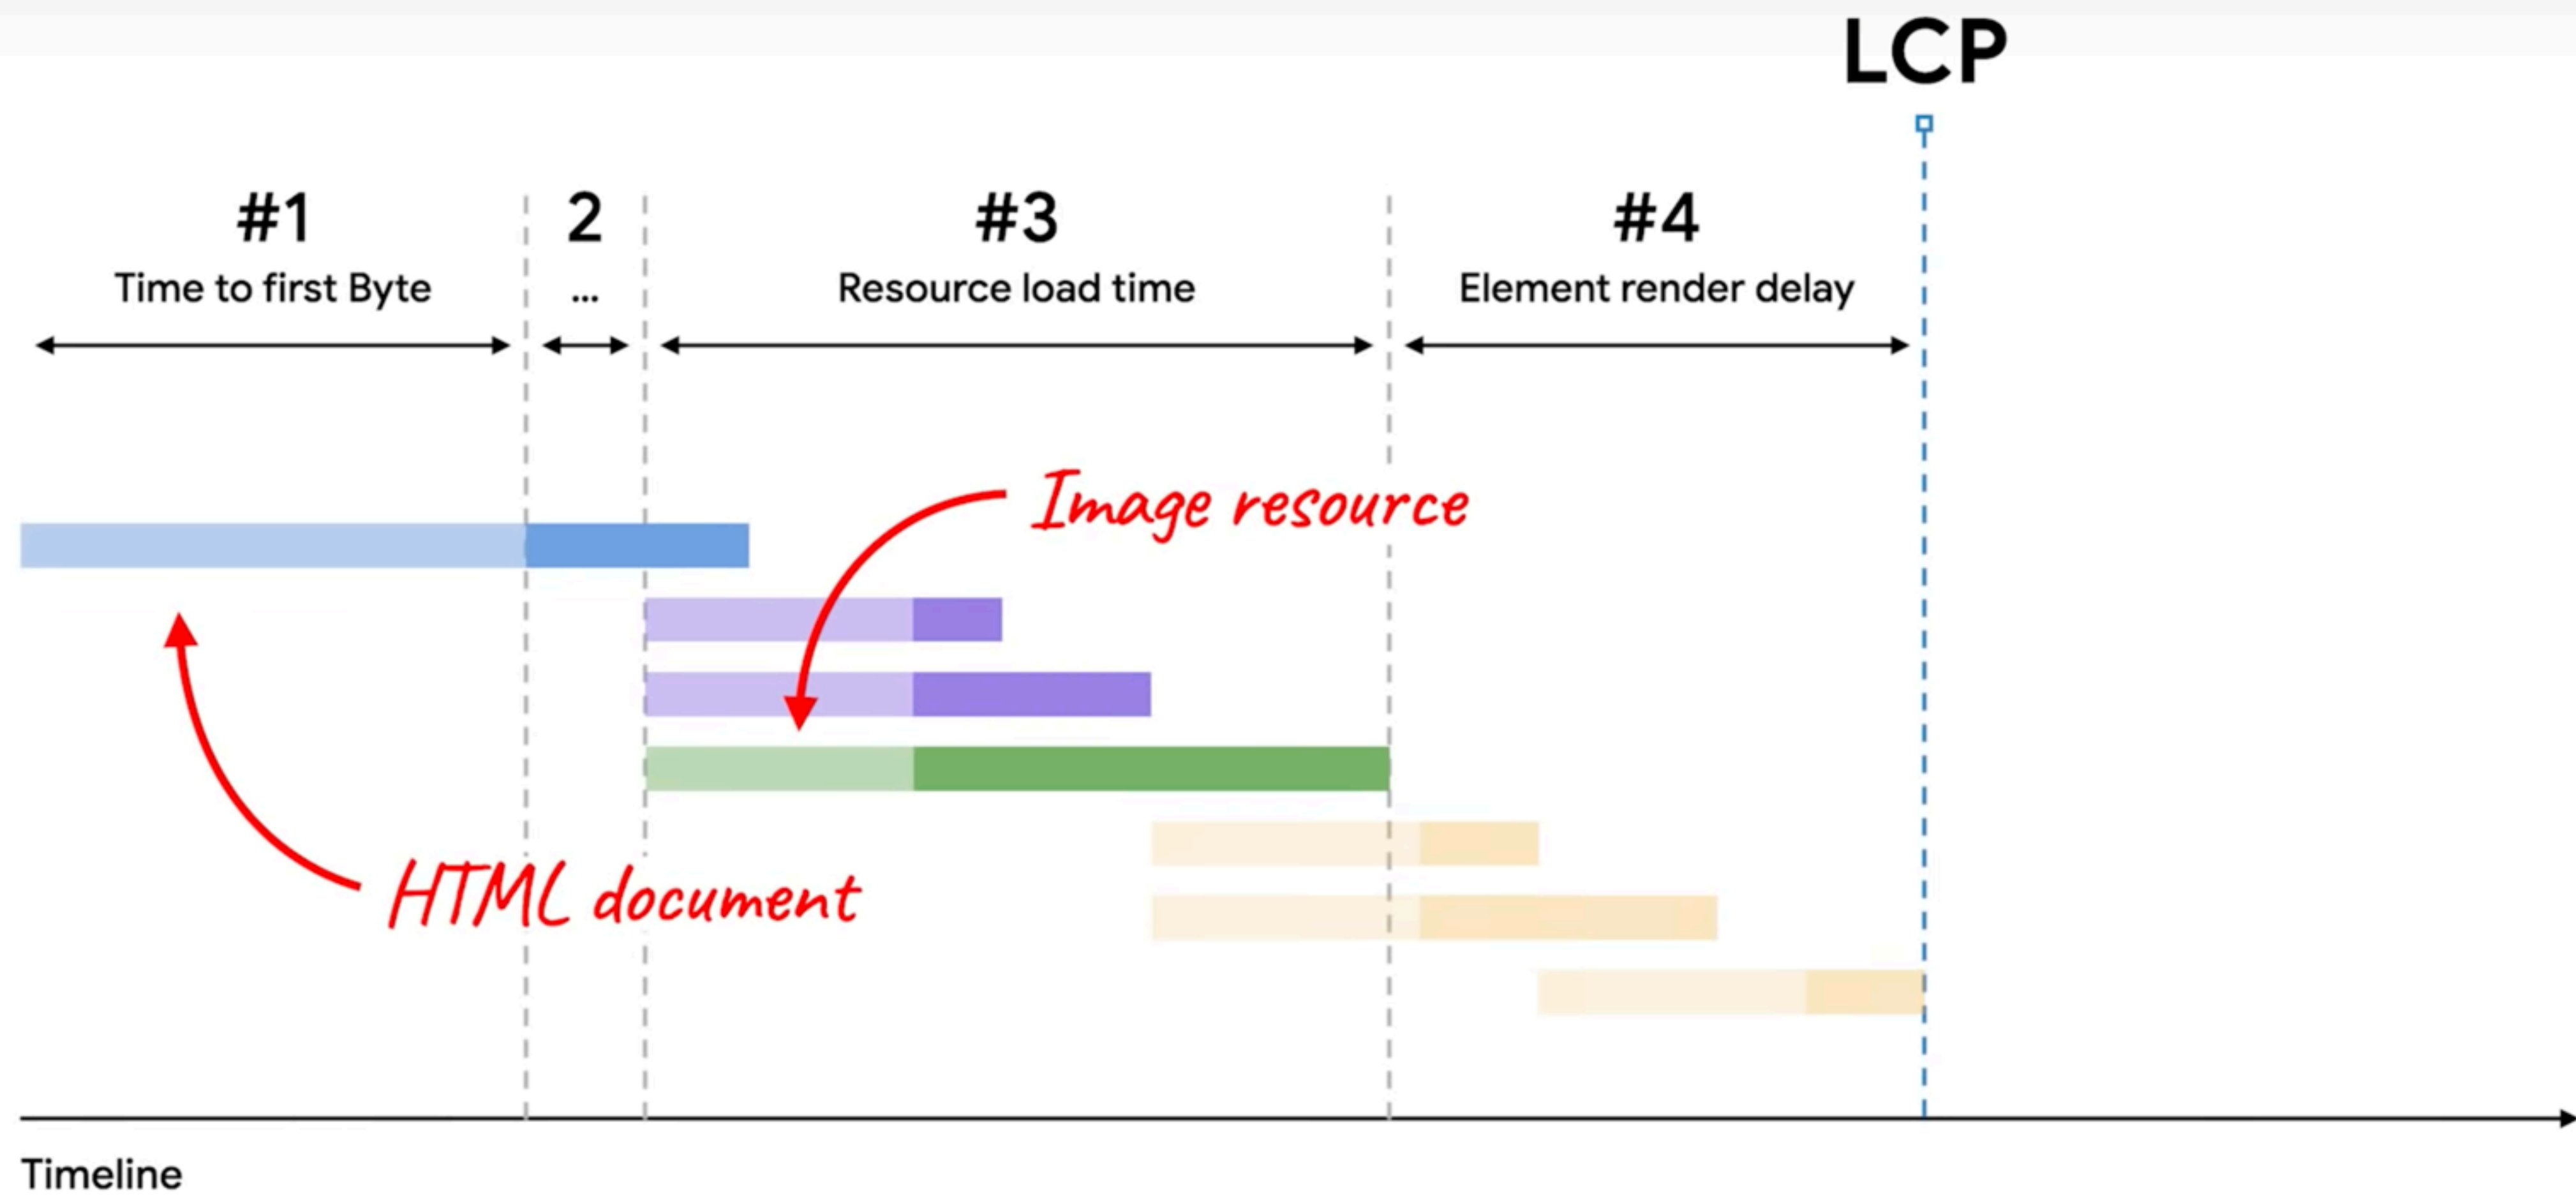 LCP
#1
Time to first Byte
2
...
#3
Resource load time
#4
Element render delay
Image resource
HTML document
Timeline